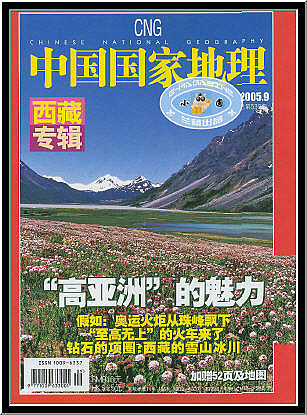 CNG
CHINESE NATIONAL GEOGRAPHY
中国国家地理
2005.9
西藏
专辑
“高亚洲”的魅力
假如:奥运火炬从珠峰飘下
“至高无上”的火车来了
钻石的项圈?西藏的雪山冰川
加赠52页及地图
ISSN 1009-6337